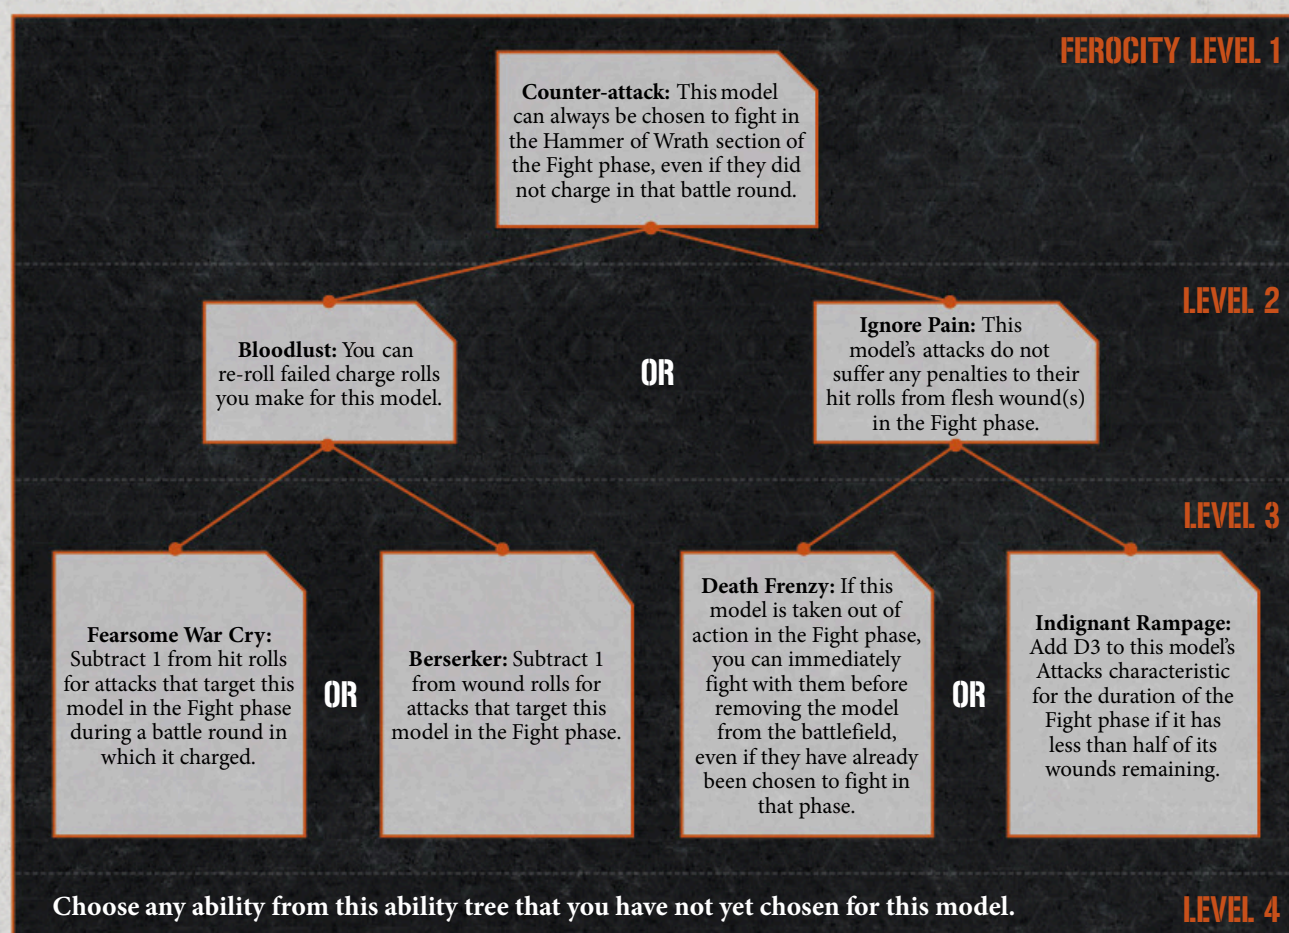 FEROCITY LEVEL 1
Counter-attack: This model
can always be chosen to fight in
the Hammer of Wrath section of
the Fight phase, even if they did
not charge in that battle round.
LEVEL 2
Bloodlust: You can
re-roll failed charge rolls
you make for this model.
OR
Ignore Pain: This
model's attacks do not
suffer any penalties to their
hit rolls from flesh wound(s)
in the Fight phase.
LEVEL 3
Fearsome War Cry:
Subtract 1 from hit rolls
for attacks that target this
model in the Fight phase
during a battle round in
which it charged.
OR
Berserker: Subtract 1
from wound rolls for
attacks that target this
model in the Fight phase.
Death Frenzy: If this
model is taken out of
action in the Fight phase,
you can immediately
fight with them before
removing the model
from the battlefield,
even if they have already
been chosen to fight in
that phase.
OR
Indignant Rampage:
Add D3 to this model's
Attacks characteristic
for the duration of the
Fight phase if it has
less than half of its
wounds remaining.
Choose any ability from this ability tree that you have not yet chosen for this model.
LEVEL 4